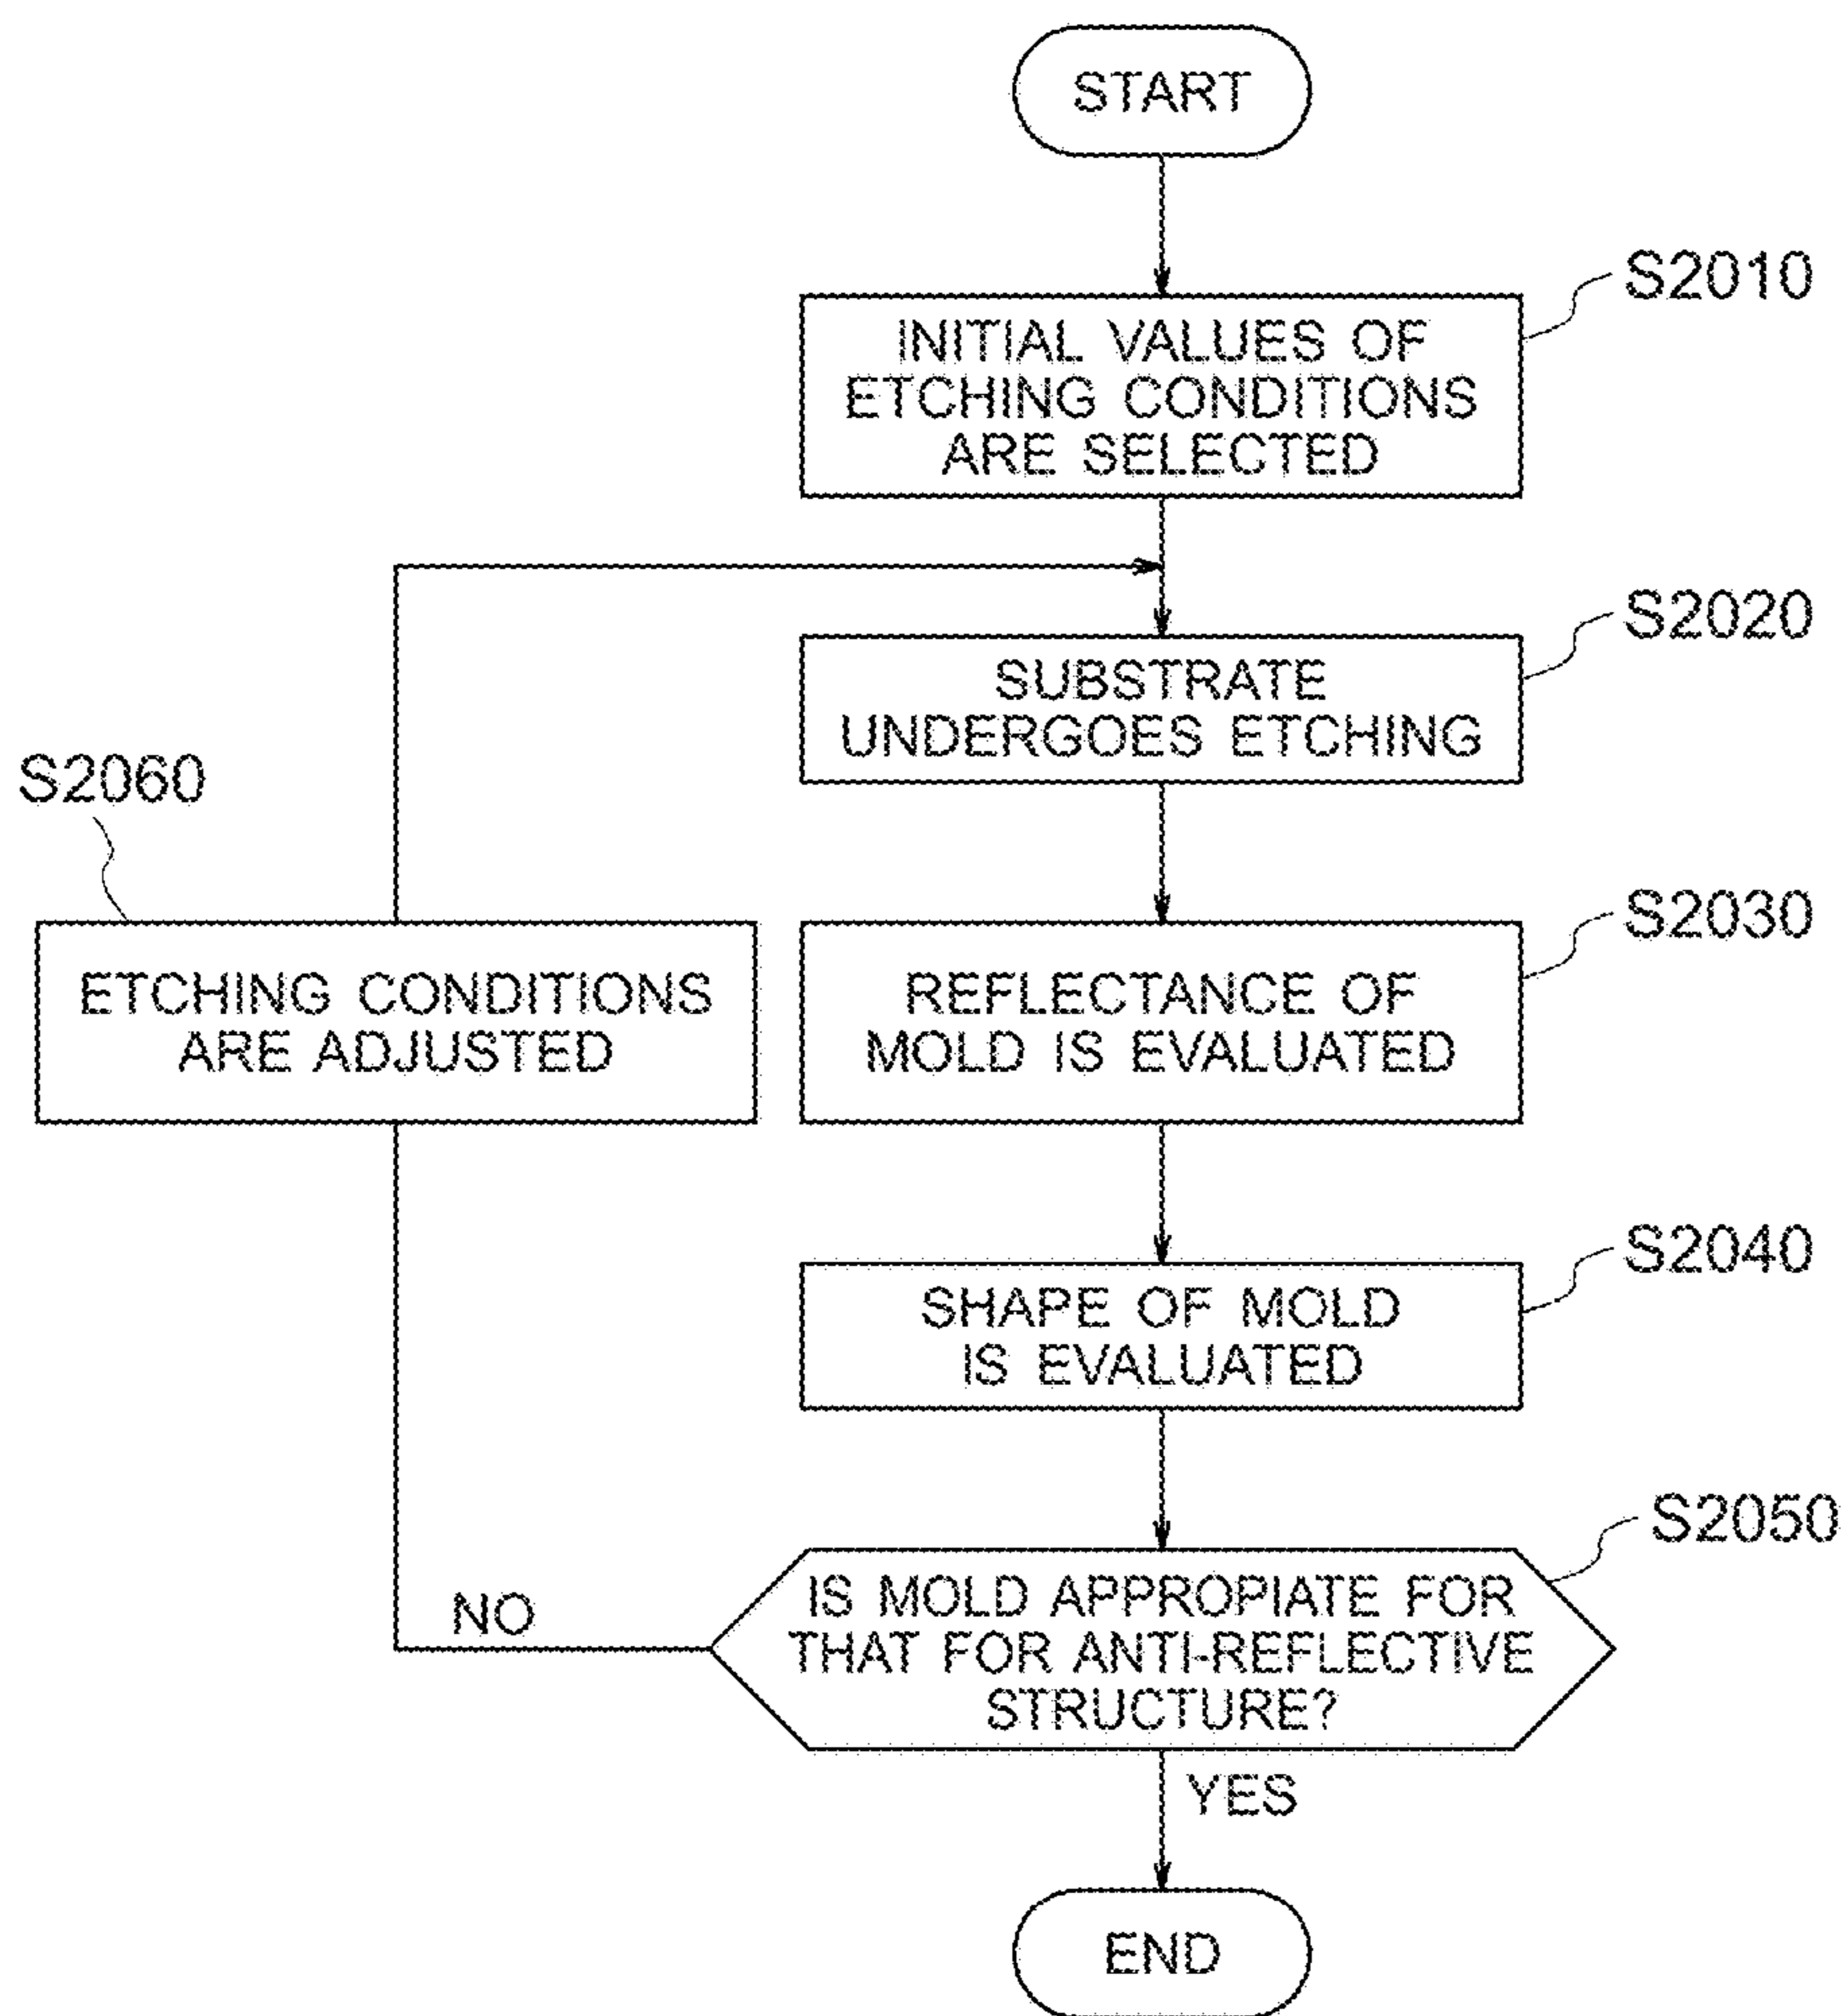 START
S2010
INITIAL VALUES OF
ETCHING CONDITIONS
ARE SELECTED
S2020
SUBSTRATE
UNDERGOES ETCHING
S2060
ETCHING CONDITIONS
ARE ADJUSTED
S2030
REFLECTANCE OF
MOLD IS EVALUATED
S2040
SHAPE OF MOLD
IS EVALUATED
S2050
IS MOLD APPROPIATE FOR
THAT FOR ANTI-REFLECTIVE
STRUCTURE?
NO
YES
END